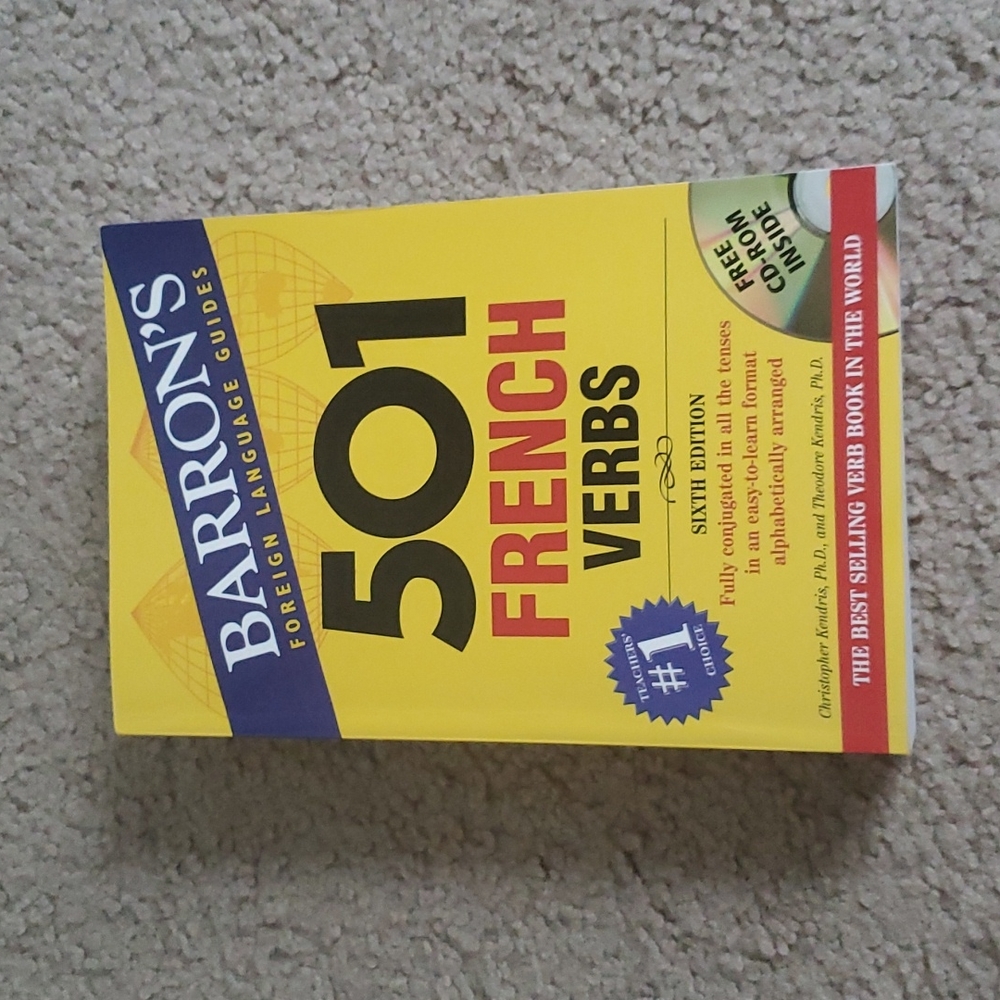 BARRON'S
FOREIGN LANGUAGE GUIDES
501
FRENCH
VERBS
SIXTH EDITION
Fully conjugated in all the tenses
in an easy-to-learn format
alphabetically arranged
TEACHERS'
#1
CHOICE
FREE
CD-ROM
INSIDE
Christopher Kendris, Ph.D., and Theodore Kendris, Ph.D.
THE BEST SELLING VERB BOOK IN THE WORLD